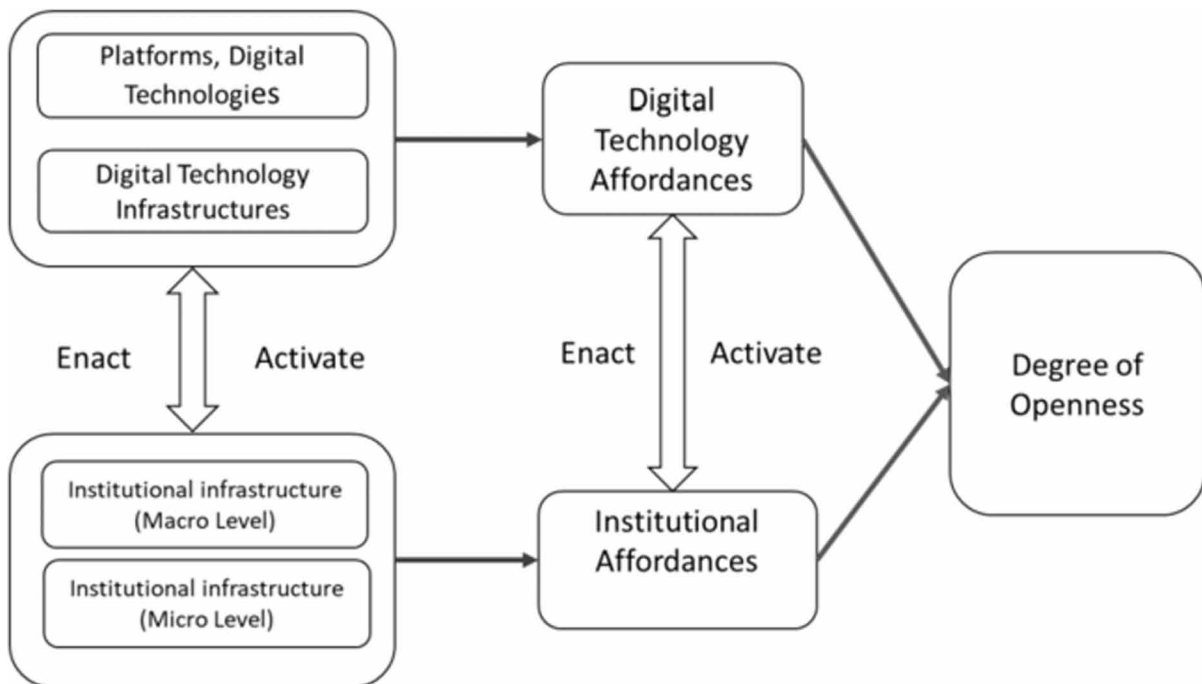 Platforms, Digital
Technologies
Digital Technology
Infrastructures
Digital
Technology
Affordances
Enact
Activate
Enact
Activate
Degree of
Openness
Institutional infrastructure
(Macro Level)
Institutional infrastructure
(Micro Level)
Institutional
Affordances